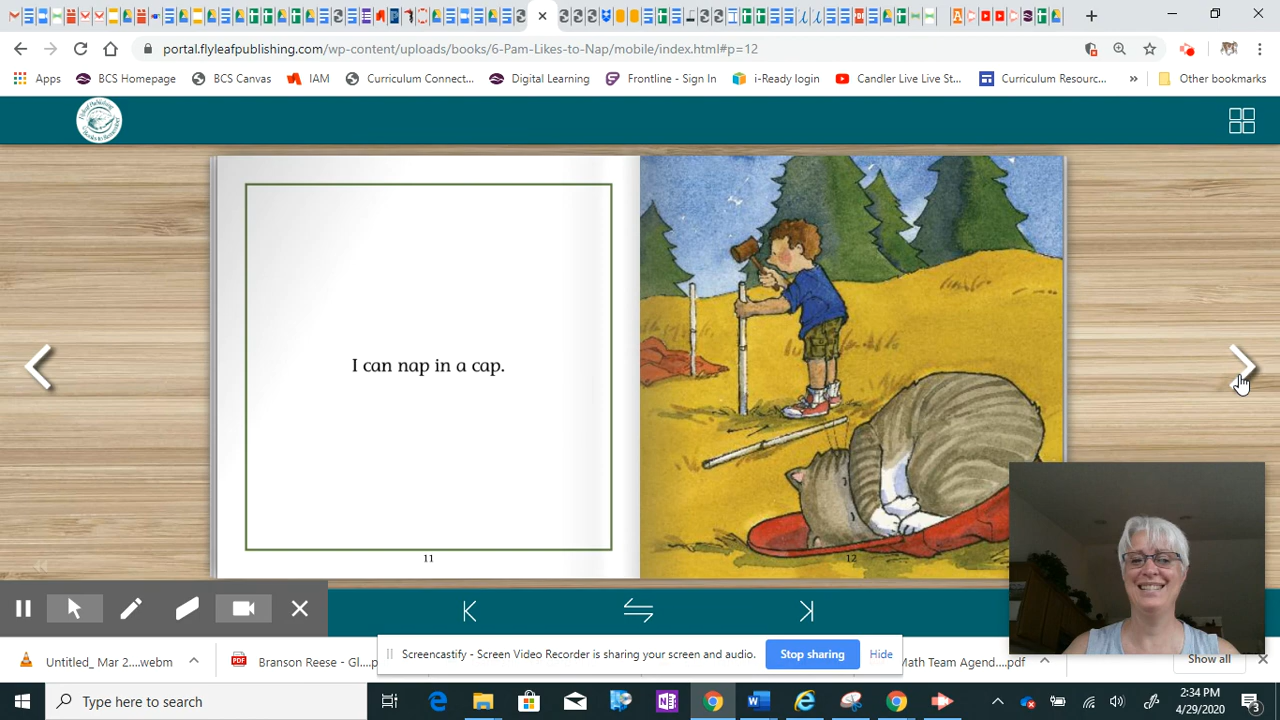 portal.flyleafpublishing.com/wp-content/uploads/books/6-Pam-Likes-to-Nap/mobile/index.html#p=12
Apps
BCS Homepage
BCS Canvas
IAM
Curriculum Connect...
Digital Learning
Frontline - Sign In
i-Ready login
Candler Live Live St...
Curriculum Resourc...
»
Other bookmarks
I can nap in a cap.
11
12
Screencastify - Screen Video Recorder is sharing your screen and audio.
Stop sharing
Hide
Untitled_ Mar 2....webm
Branson Reese - Gl....p
Math Team Agend....pdf
Show all
Type here to search
2:34 PM
4/29/2020
3